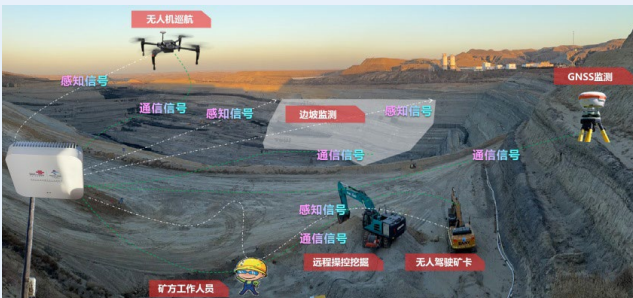 无人机巡航
GNSS监测
感知信号
通信信号
感知信号
边坡监测
感知信号
通信信号
通信信号
感知信号
通信信号
远程操控挖掘
无人驾驶矿卡
矿方工作人员